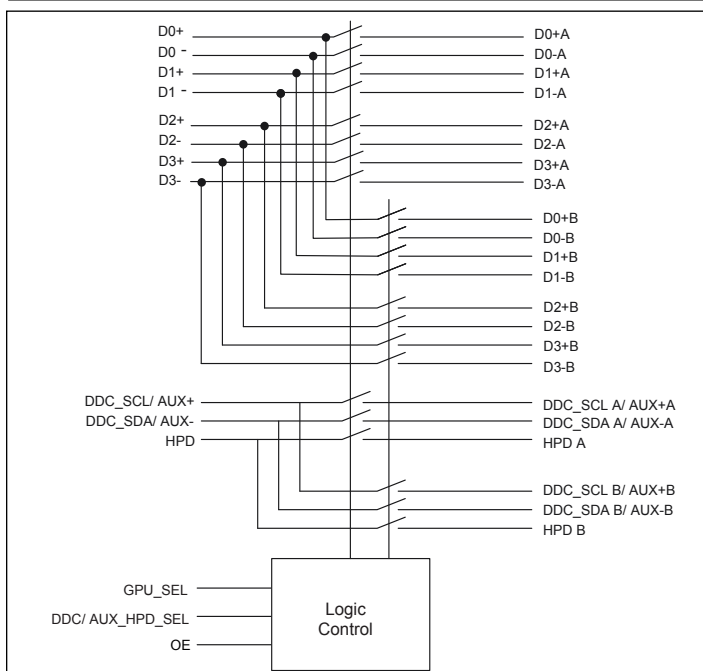 D0+
D0-A
D0 -
D0+A
D1+
D1+A
D1 -
D1-A
D2+
D2+A
D2-
D2-A
D3+
D3+A
D3-
D3-A
D0+B
D0-B
D1+B
D1-B
D2+B
D2-B
D3+B
D3-B
DDC_SCL/ AUX+
DDC_SCL A/ AUX+A
DDC_SDA/ AUX-
DDC_SDA A/ AUX-A
HPD
HPD A
DDC_SCL B/ AUX+B
DDC_SDA B/ AUX-B
HPD B
GPU_SEL
DDC/ AUX_HPD_SEL
OE
Logic
Control